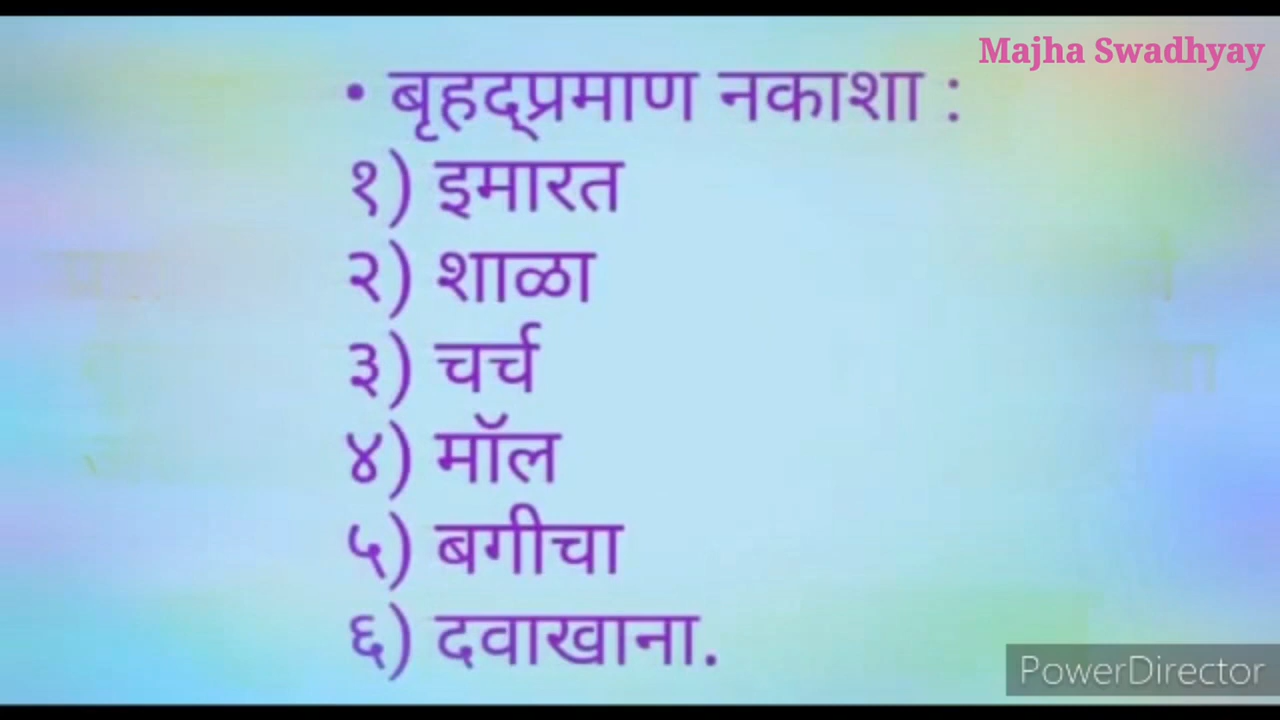 Majha Swadhyay
• बृहद्प्रमाण नकाशा :
१) इमारत
२) शाळा
३) चर्च
४) मॉल
५) बगीचा
६) दवाखाना.
PowerDirector